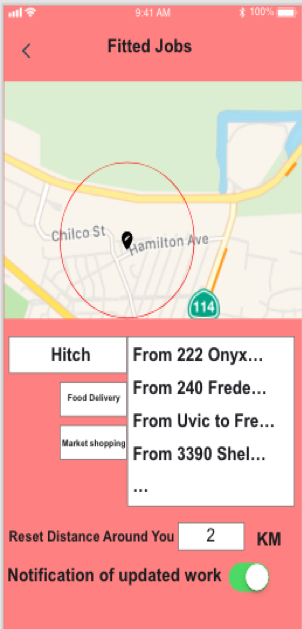 9:41 AM 100%
Fitted Jobs
Chilco St
Hamilton Ave
114
Hitch
Food Delivery
Market shopping
From 222 Onyx...
From 240 Frede...
From Uvic to Fre...
From 3390 Shel...
...
Reset Distance Around You 2 KM
Notification of updated work